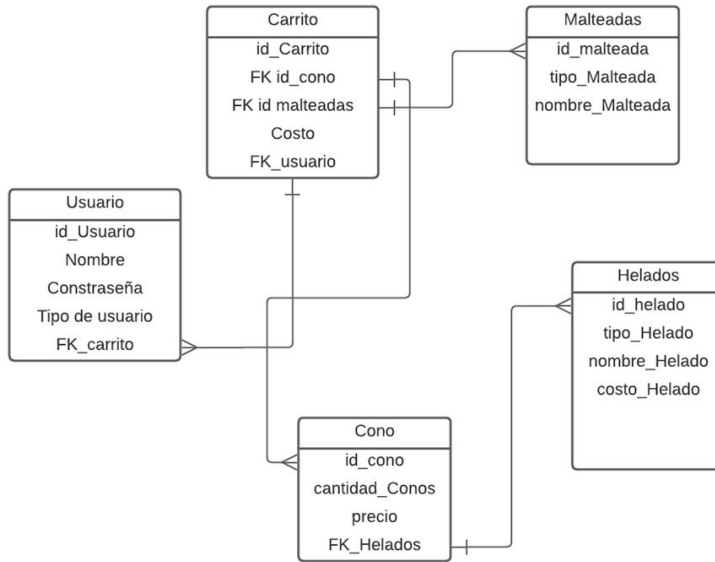 Carrito
id_Carrito
FK id_cono
FK id malteadas
Costo
FK_usuario
Malteadas
id_malteada
tipo_Malteada
nombre_Malteada
Usuario
id_Usuario
Nombre
Constraseña
Tipo de usuario
FK_carrito
Helados
id_helado
tipo_Helado
nombre_Helado
costo_Helado
Cono
id_cono
cantidad_Conos
precio
FK_Helados